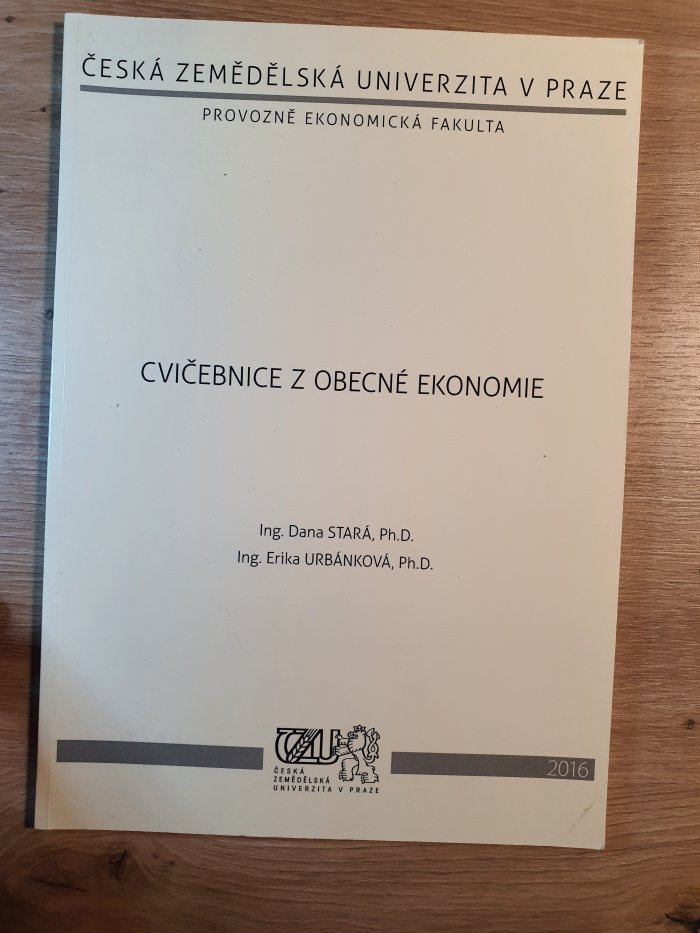 ČESKÁ ZEMĚDĚLSKÁ UNIVERZITA V PRAZE
PROVOZNĚ EKONOMICKÁ FAKULTA
CVIČEBNICE Z OBECNÉ EKONOMIE
Ing. Dana STARÁ, Ph.D.
Ing. Erika URBÁNKOVÁ, Ph.D.
ČZU
ČESKÁ
ZEMĚDĚLSKÁ
UNIVERZITA V PRAZE
2016